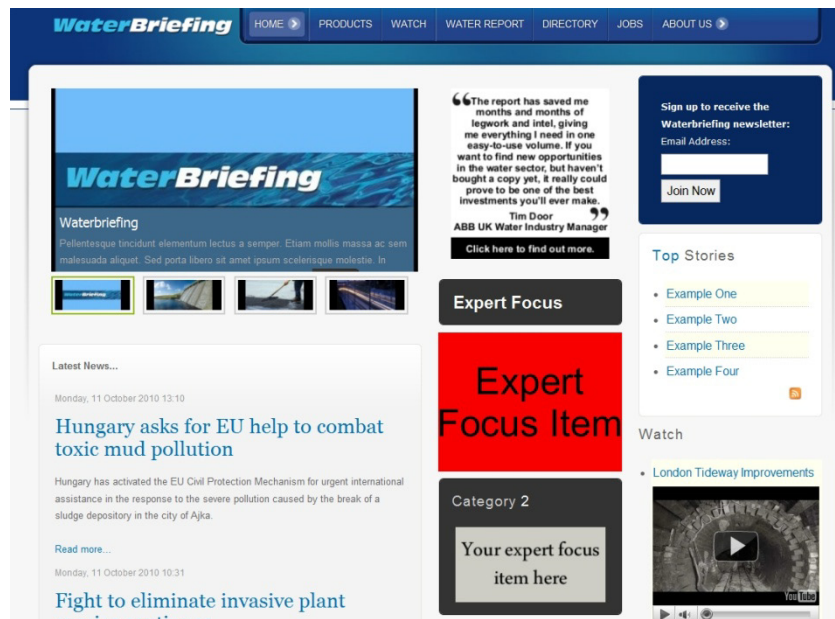 WaterBriefing
HOME
PRODUCTS
WATCH
WATER REPORT
DIRECTORY
JOBS
ABOUT US
WaterBriefing
Waterbriefing
Pellentesque tincidunt elementum lectus a semper. Etiam mollis massa ac sem
malesuada aliquet. Sed porta libero sit amet ipsum scelerisque molestie. In
Latest News...
Monday, 11 October 2010 13:10
Hungary asks for EU help to combat
toxic mud pollution
Hungary has activated the EU Civil Protection Mechanism for urgent international
assistance in the response to the severe pollution caused by the break of a
sludge depository in the city of Ajka.
Read more...
Monday, 11 October 2010 10:31
Fight to eliminate invasive plant
“The report has saved me
months and months of
legwork and intel, giving
me everything I need in one
easy-to-use volume. If you
want to find new opportunities
in the water sector, but haven't
bought a copy yet, it really could
prove to be one of the best
investments you'll ever make.
Tim Door ”
ABB UK Water Industry Manager
Click here to find out more.
Expert Focus
Expert
Focus Item
Category 2
Your expert focus
item here
Sign up to receive the
Waterbriefing newsletter:
Email Address:
Join Now
Top Stories
Example One
Example Two
Example Three
Example Four
Watch
London Tideway Improvements
YouTube